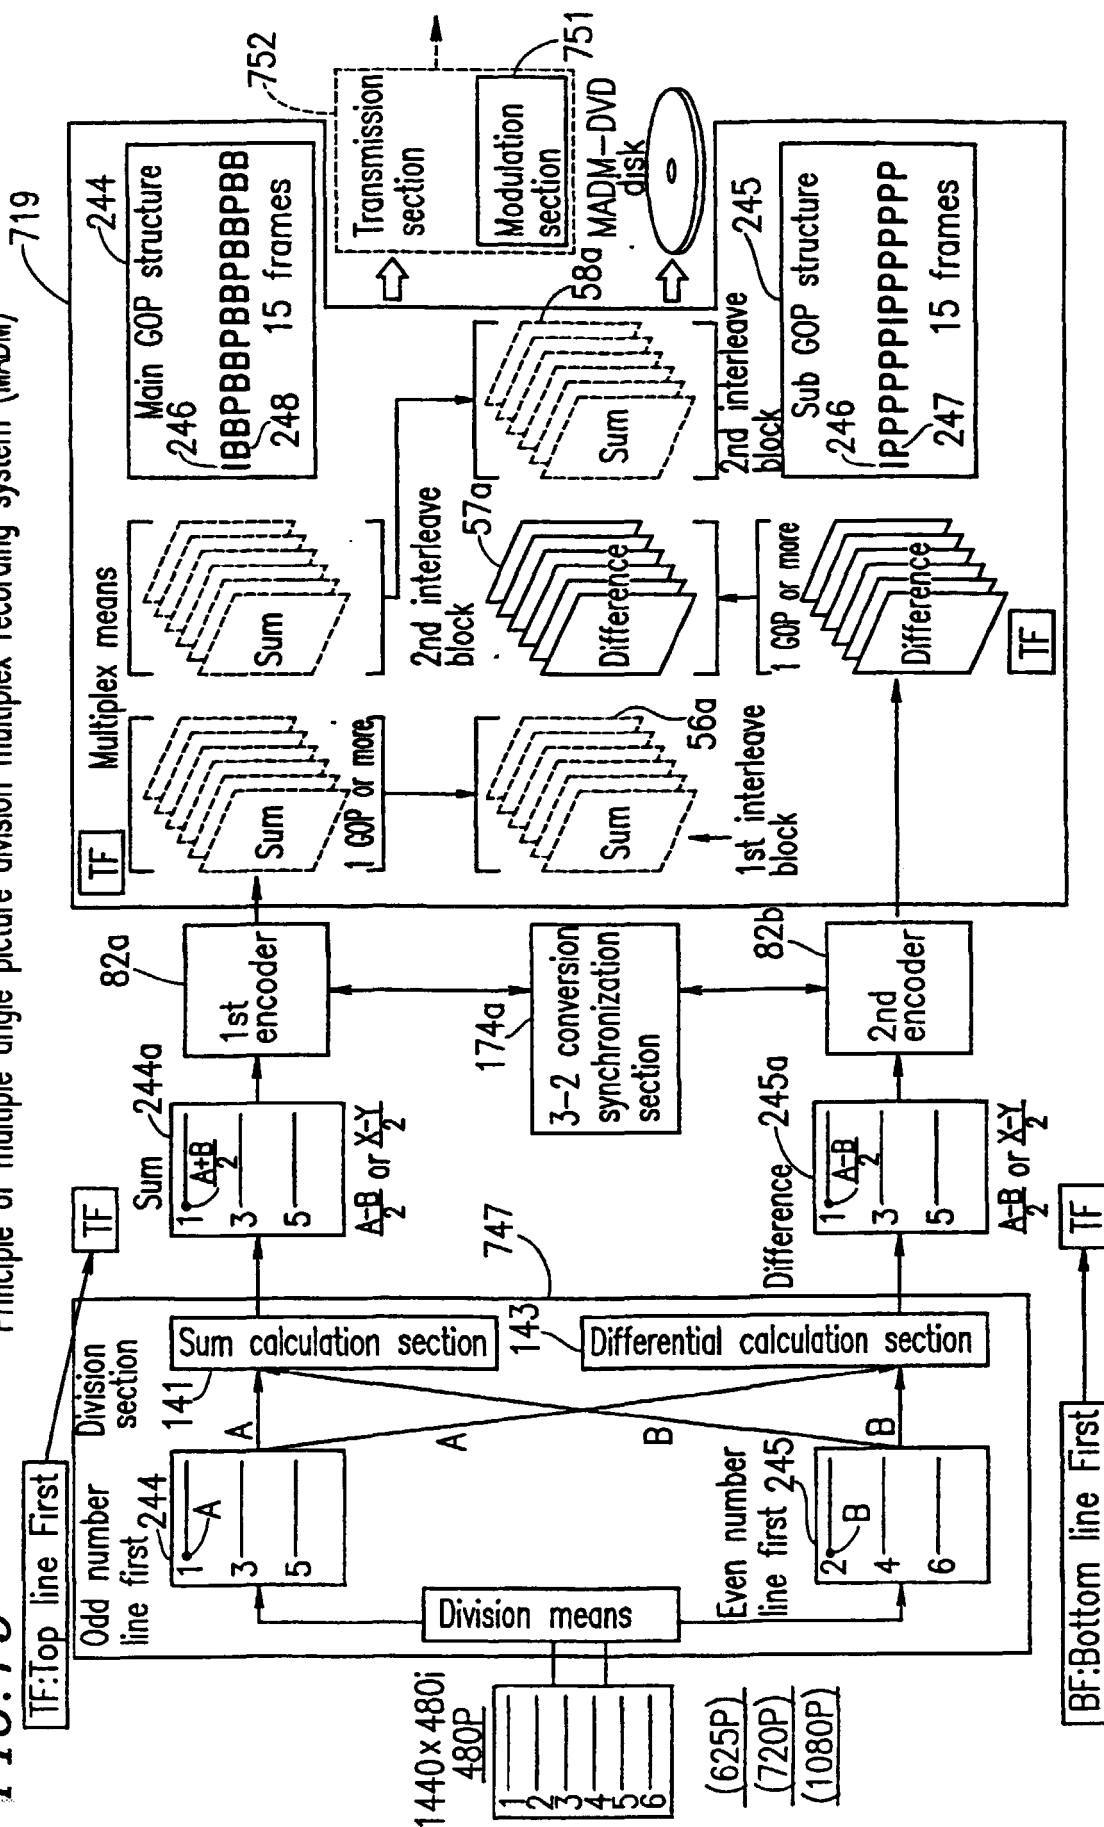 Principle of multiple angle picture division multiplex recording system (MADM)
TF:Top line First
TF
1440×480i
480P
1
2
3
4
5
6
(625P)
(720P)
(1080P)
Division means
Division
section
Odd number
line first
244
1
A
3
5
Even number
line first
245
2
B
4
6
A
A
B
B
141
Sum calculation section
143
Differential calculation section
747
Sum
244a
1
A+B
2
3
5
A-B
2
or
X-Y
2
Difference
245a
1
A-B
2
3
5
A-B
2
or
X-Y
2
BF:Bottom line First
TF
82a
1st
encoder
174a
3-2 conversion
synchronization
section
82b
2nd
encoder
719
TF
Multiplex means
Sum
1 GOP or more
Sum
2nd interleave
block
Sum
56a
1st interleave
block
Difference
57a
Sum
58a
2nd interleave
block
1 GOP or more
Difference
TF
Main GOP structure
244
246
IBBPBBPBBPBBPBB
248
15 frames
Sub GOP structure
245
246
IPPPPPPIPPPPPPP
247
15 frames
752
Transmission
section
Modulation
section
751
MADM-DVD
disk